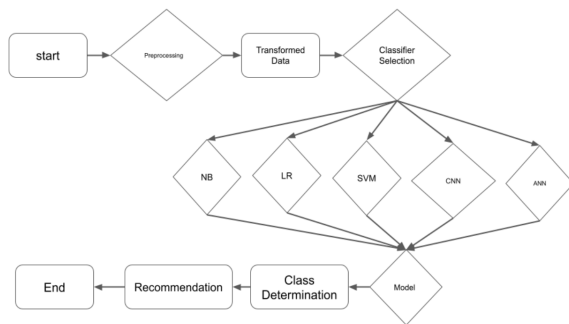 start
Preprocessing
Transformed
Data
Classifier
Selection
NB
LR
SVM
CNN
ANN
End
Recommendation
Class
Determination
Model